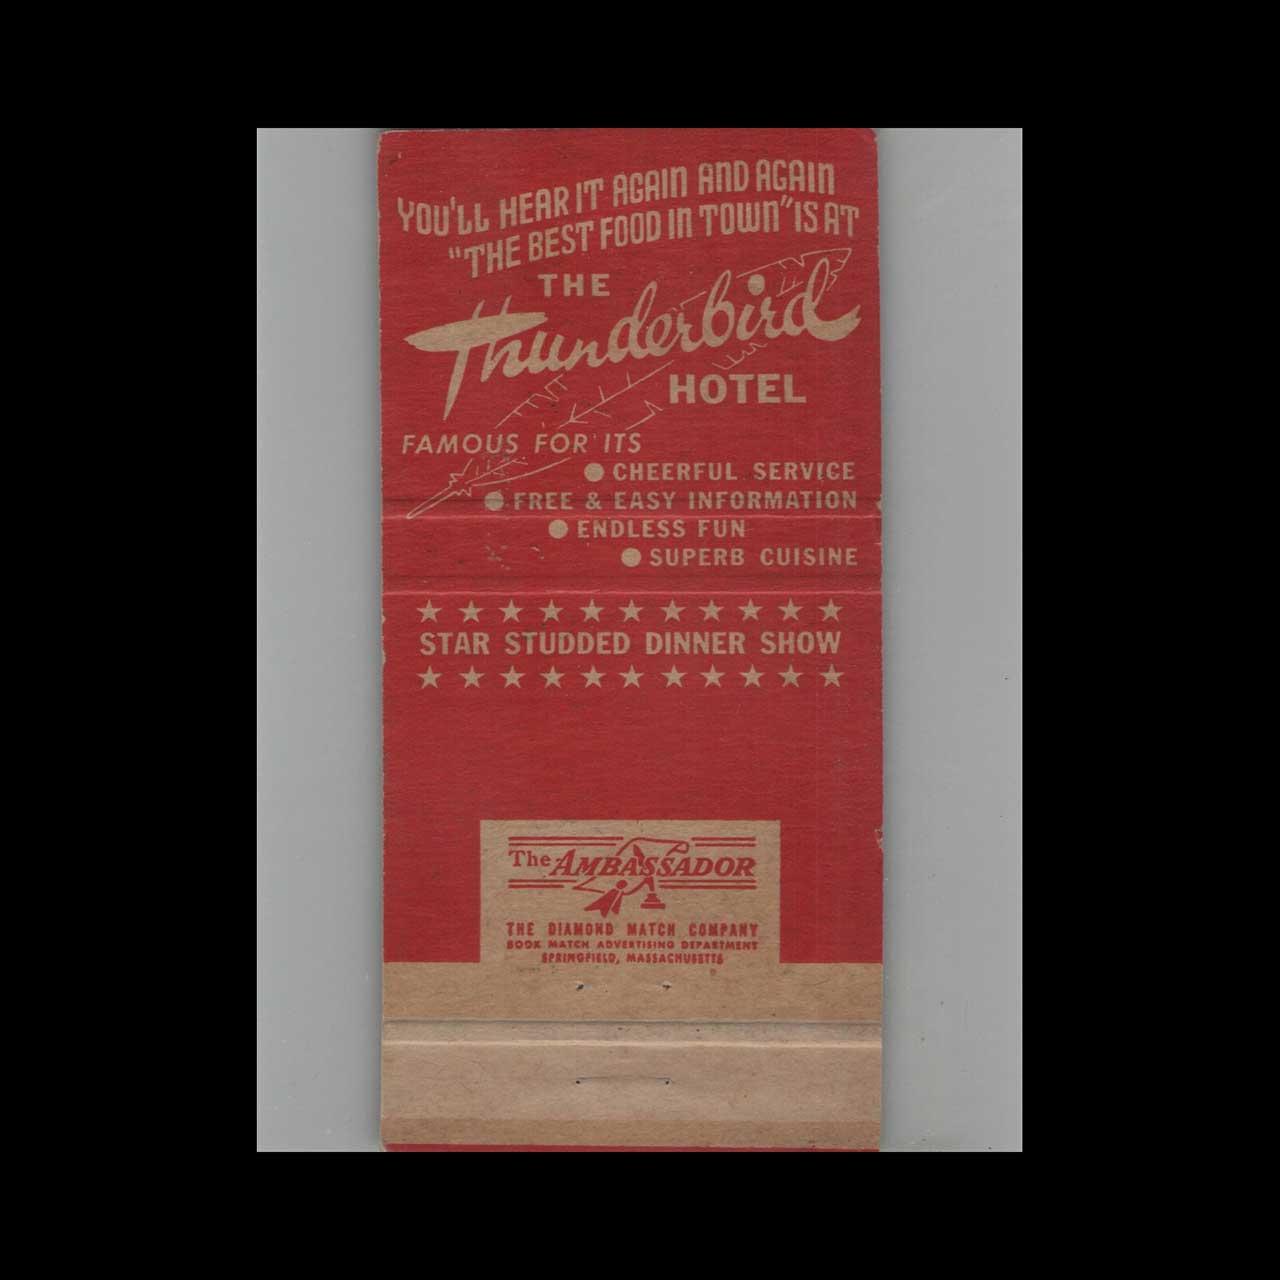 YOU'LL HEAR IT AGAIN AND AGAIN
"THE BEST FOOD IN TOWN" IS AT
THE
Thunderbird
HOTEL
FAMOUS FOR ITS
● CHEERFUL SERVICE
● FREE & EASY INFORMATION
● ENDLESS FUN
● SUPERB CUISINE
★ ★ ★ ★ ★ ★ ★ ★ ★ ★ ★
STAR STUDDED DINNER SHOW
★ ★ ★ ★ ★ ★ ★ ★ ★ ★ ★
The AMBASSADOR
THE DIAMOND MATCH COMPANY
BOOK MATCH ADVERTISING DEPARTMENT
SPRINGFIELD, MASSACHUSETTS